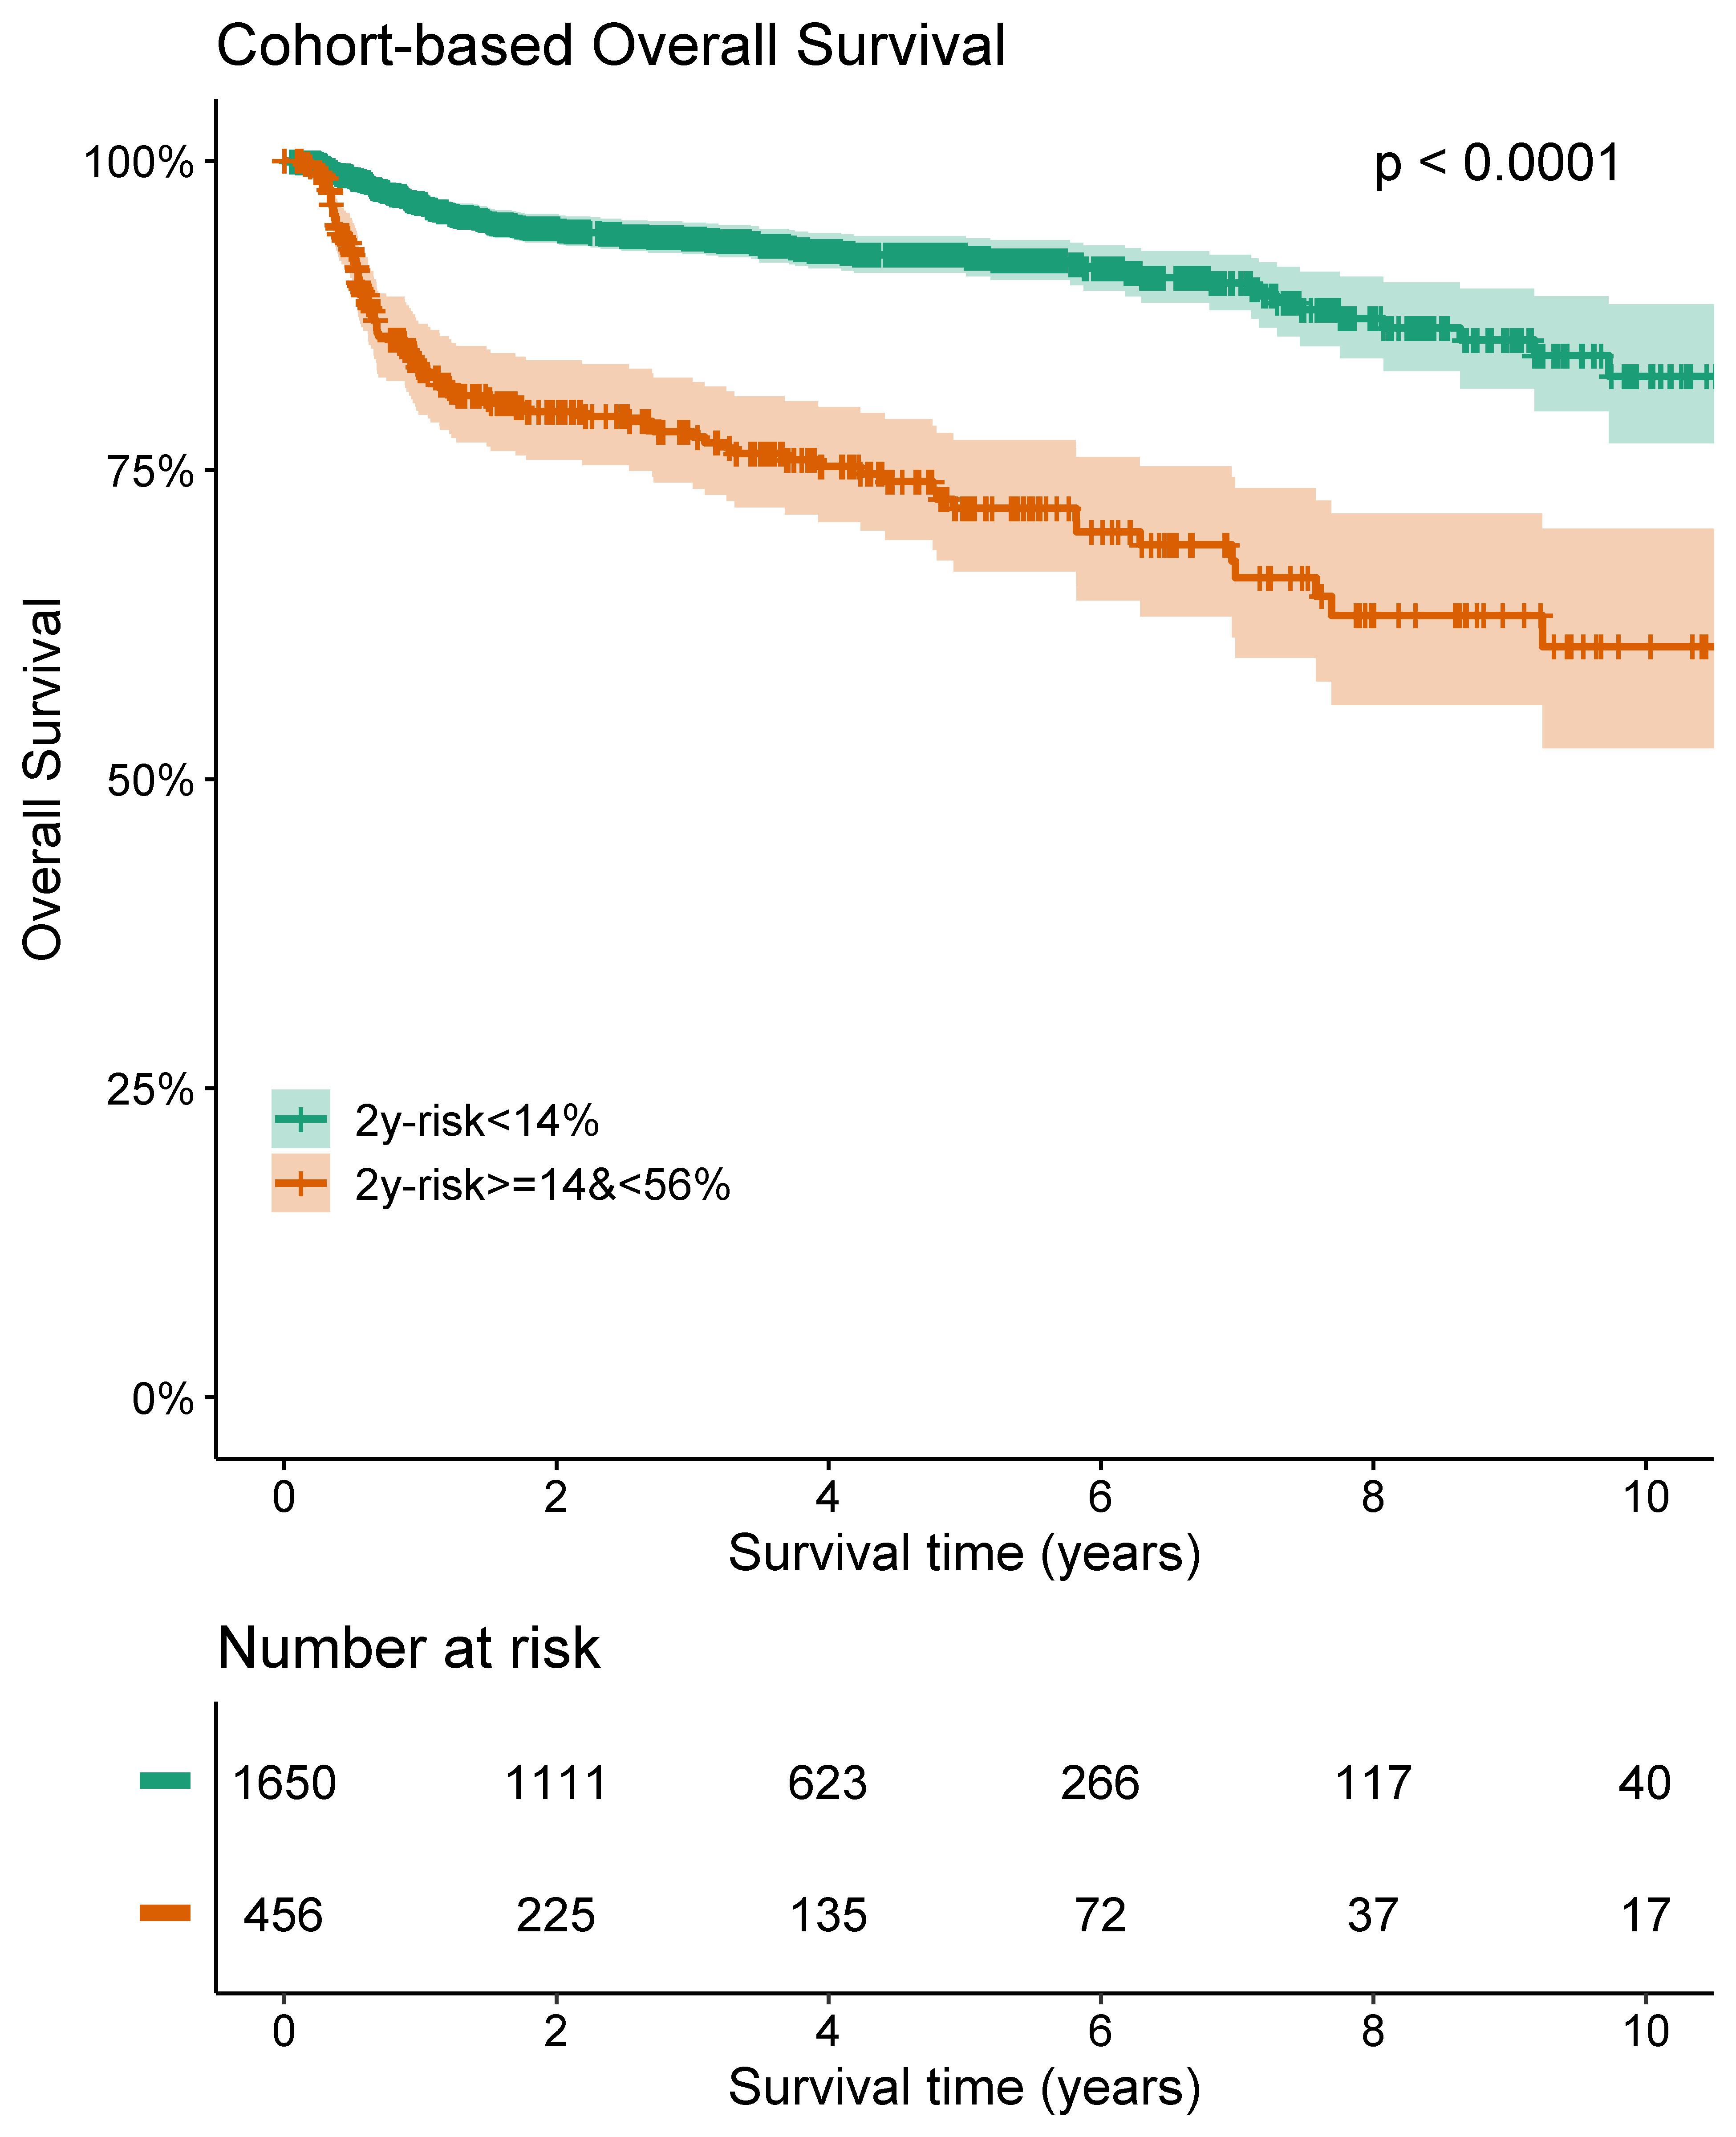 Cohort-based Overall Survival
p < 0.0001
100%
75%
50%
25%
0%
Overall Survival
2y-risk<14%
2y-risk>=14&<56%
0 2 4 6 8 10
Survival time (years)
Number at risk
1650 1111 623 266 117 40
456 225 135 72 37 17
0 2 4 6 8 10
Survival time (years)